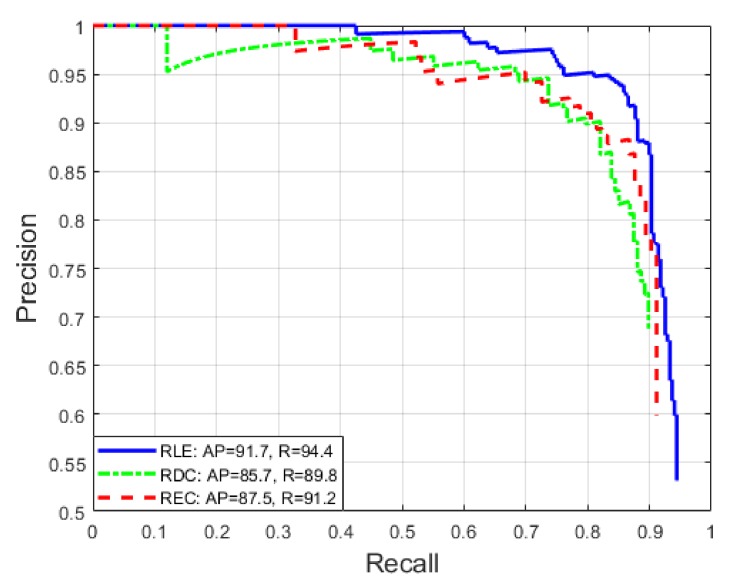 1
0.95
0.9
0.85
0.8
0.75
0.7
0.65
0.6
0.55
0.5
Precision
RLE: AP=91.7, R=94.4
RDC: AP=85.7, R=89.8
REC: AP=87.5, R=91.2
0 0.1 0.2 0.3 0.4 0.5 0.6 0.7 0.8 0.9 1
Recall